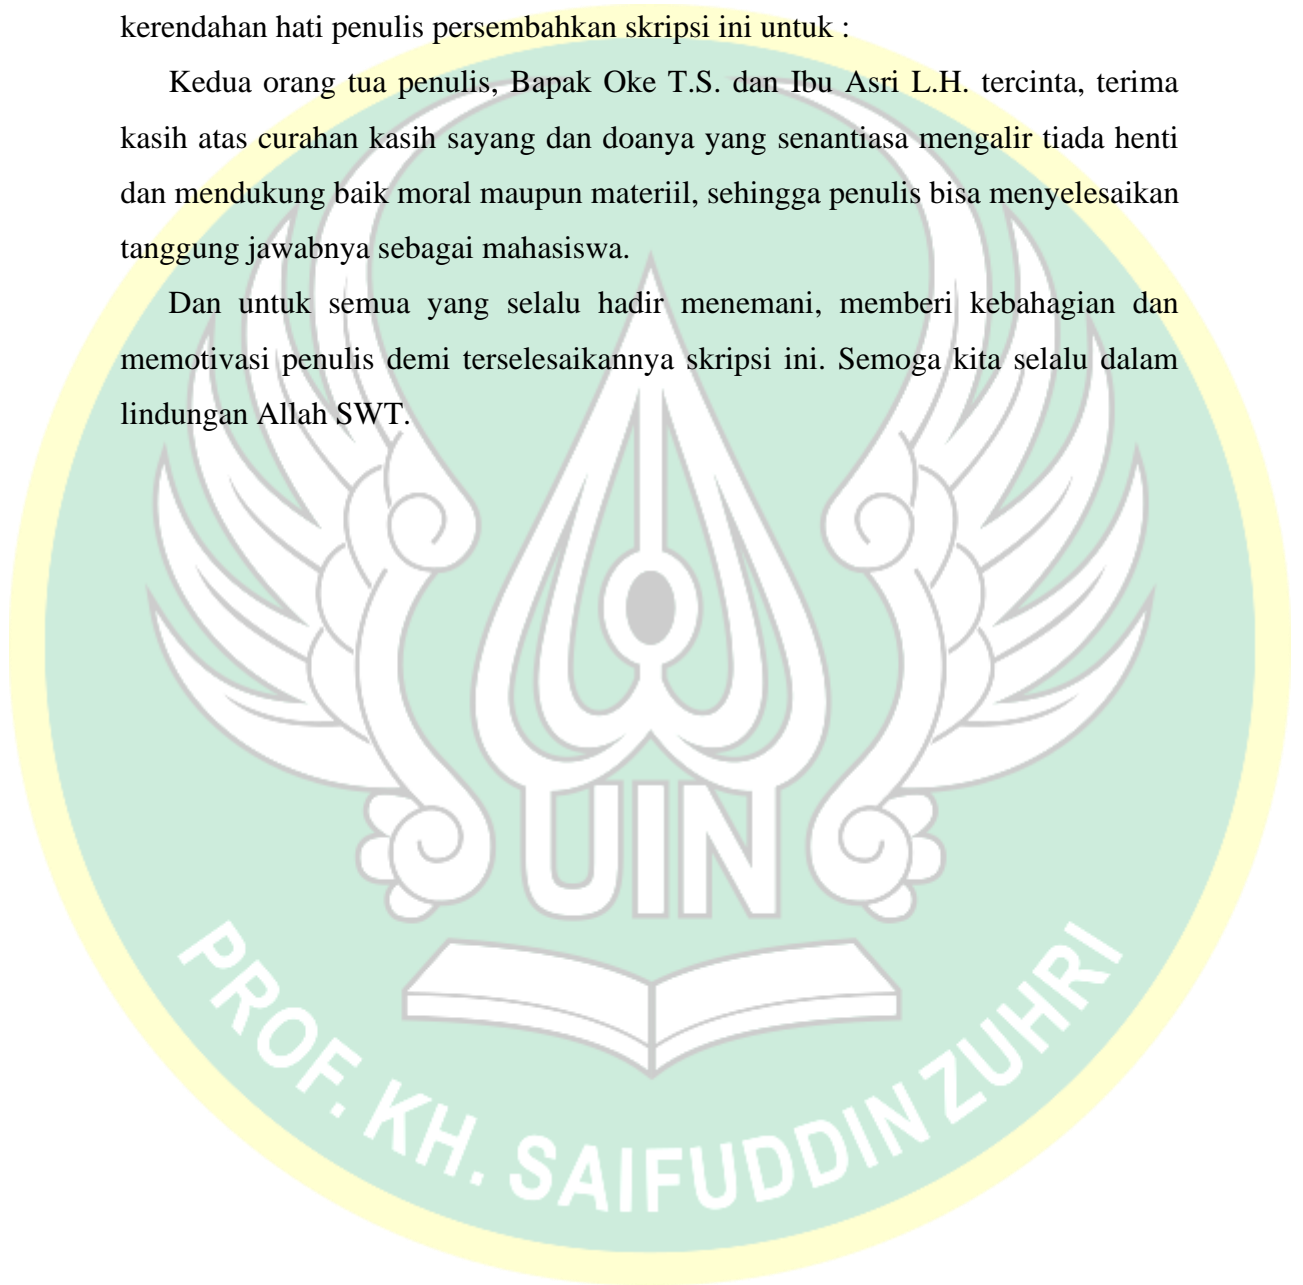 kerendahan hati penulis persembahkan skripsi ini untuk :
Kedua orang tua penulis, Bapak Oke T.S. dan Ibu Asri L.H. tercinta, terima
kasih atas curahan kasih sayang dan doanya yang senantiasa mengalir tiada henti
dan mendukung baik moral maupun materiil, sehingga penulis bisa menyelesaikan
tanggung jawabnya sebagai mahasiswa.
Dan untuk semua yang selalu hadir menemani, memberi kebahagian dan
memotivasi penulis demi terselesaikannya skripsi ini. Semoga kita selalu dalam
lindungan Allah SWT.
UIN
PROF. KH. SAIFUDDIN ZUHRI